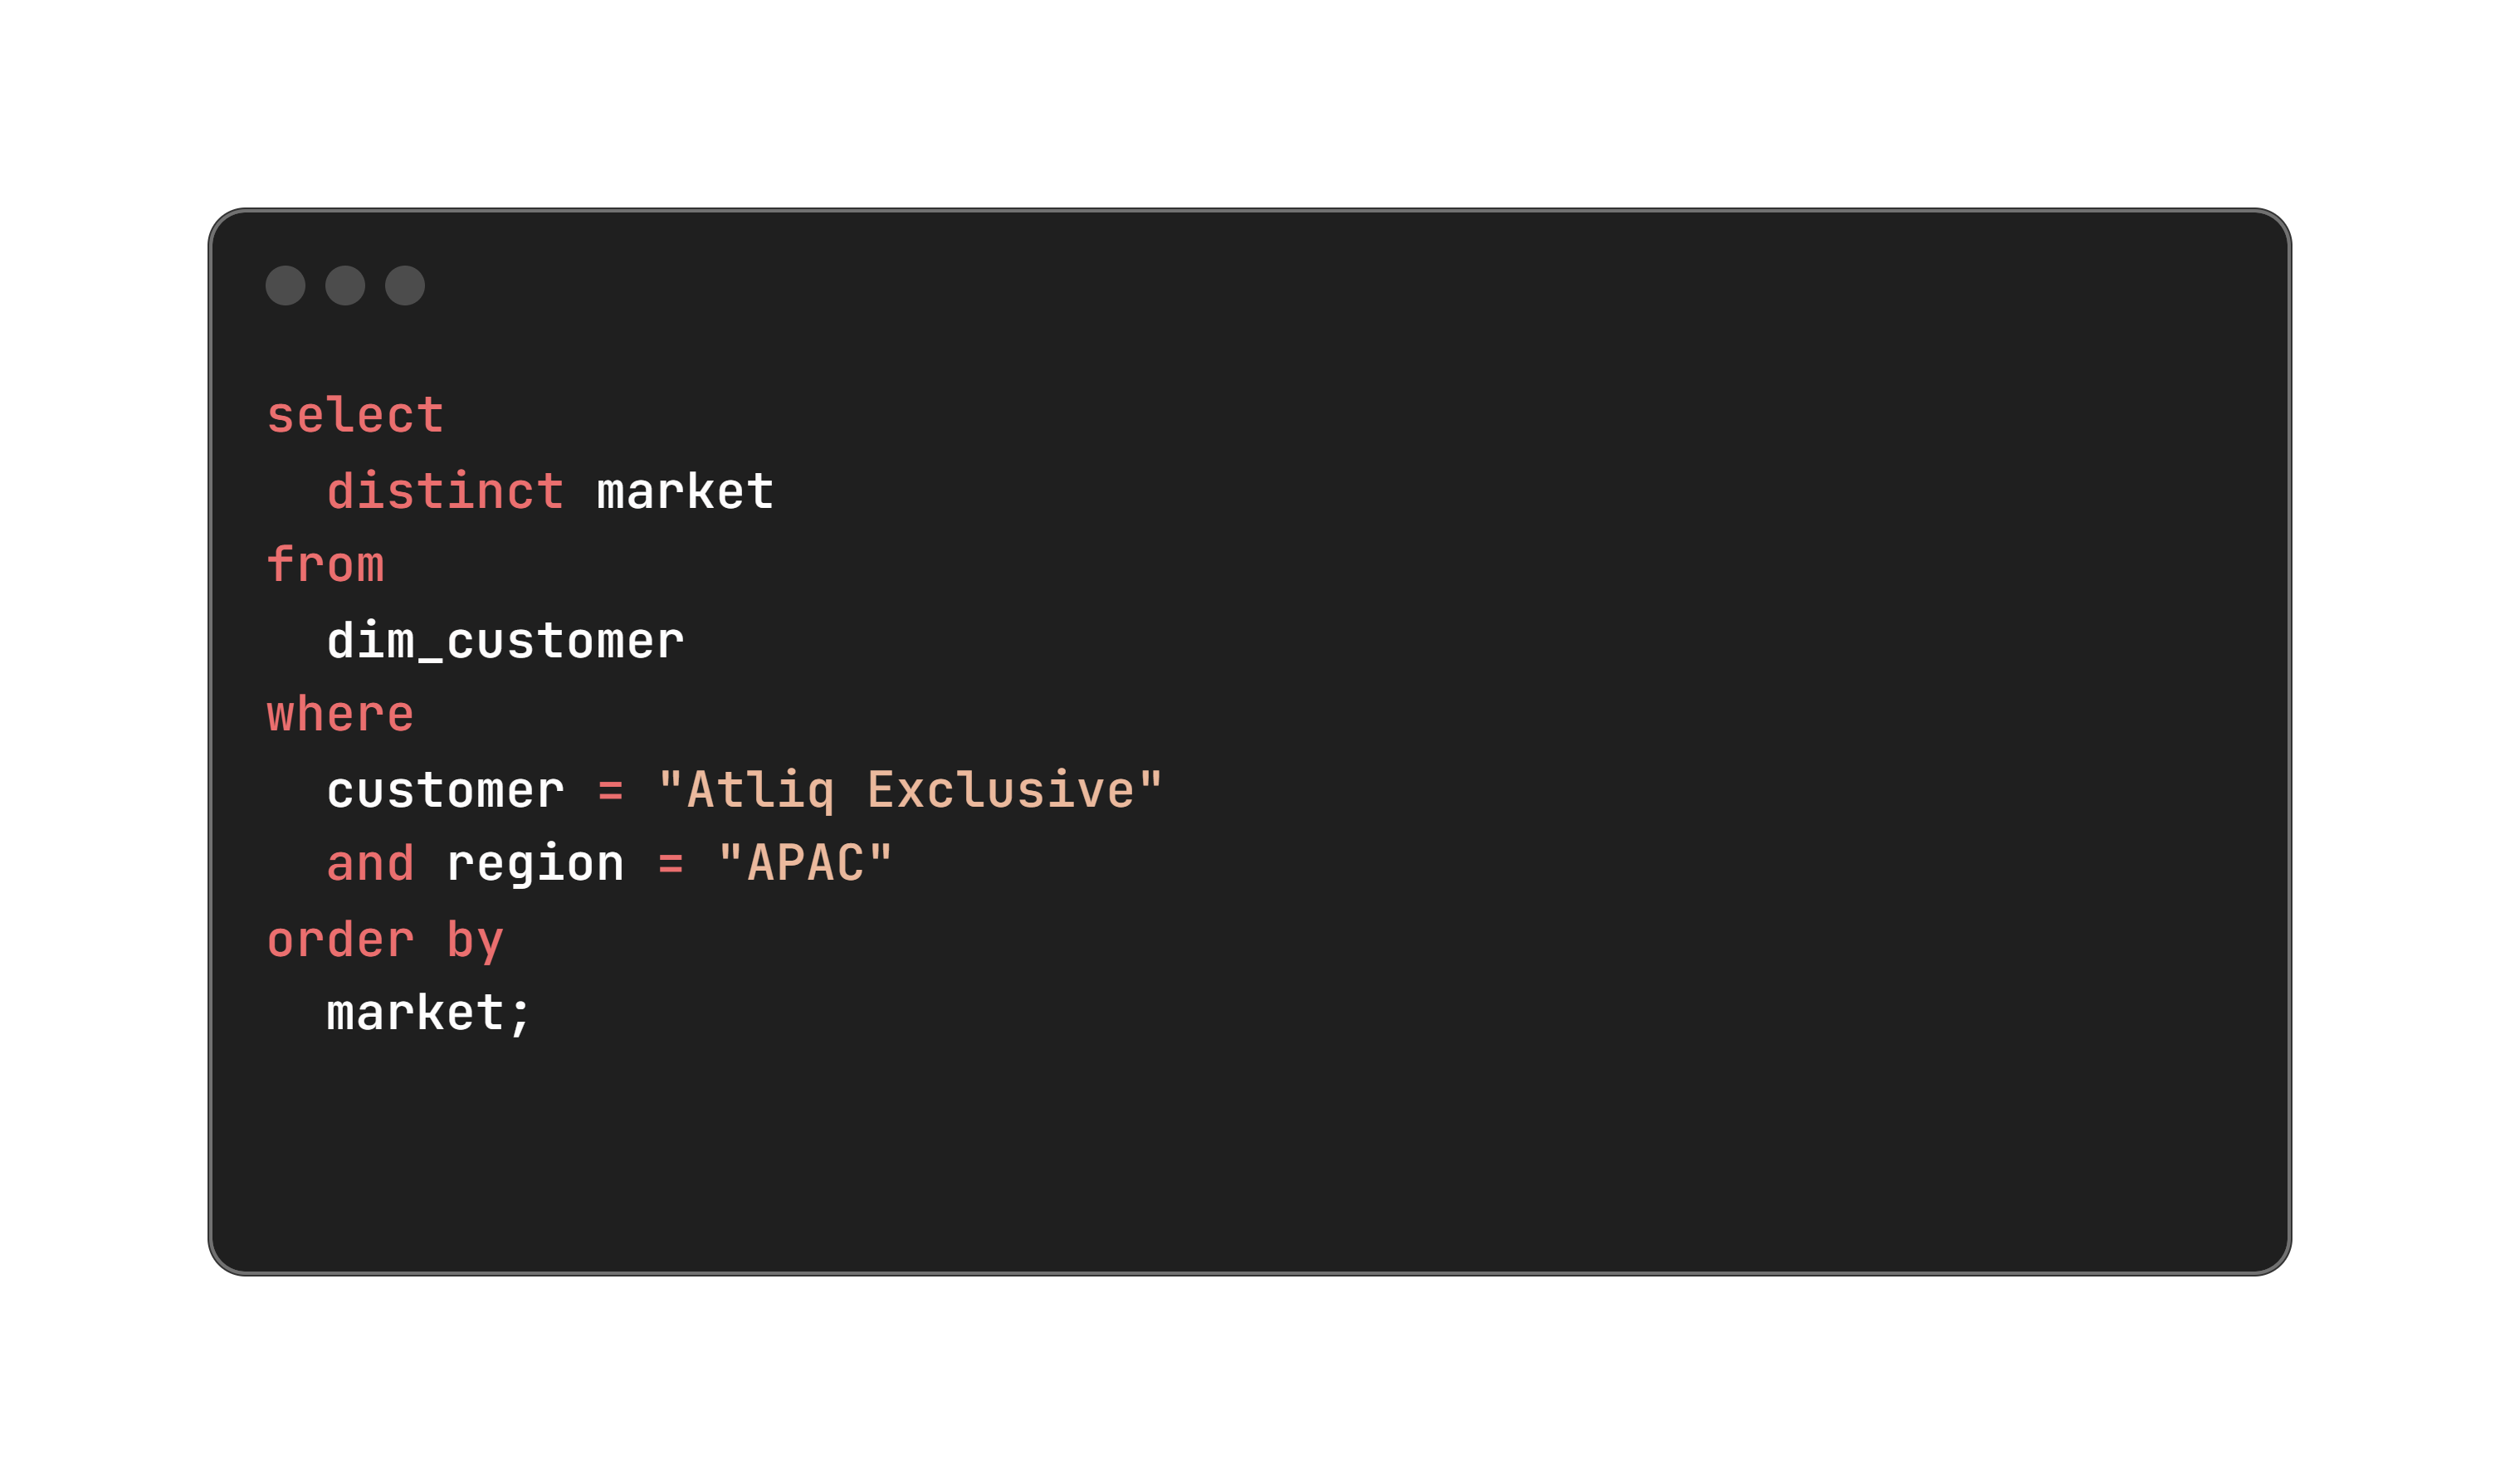 select
  distinct market
from
  dim_customer
where
  customer = "Atliq Exclusive"
  and region = "APAC"
order by
  market;